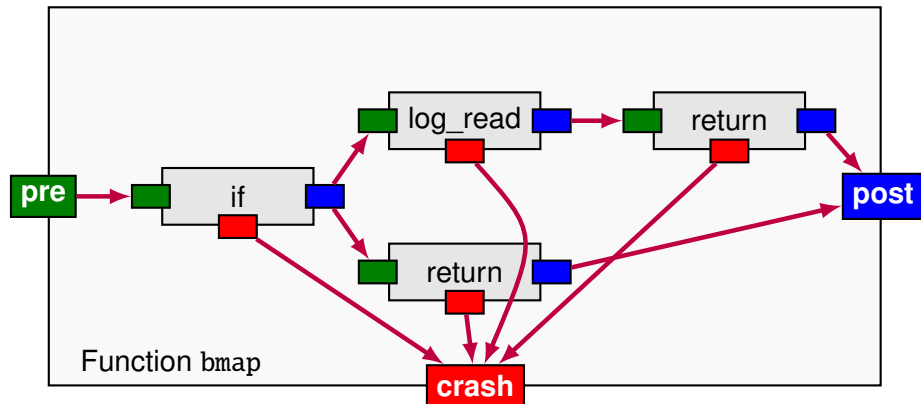 log_read
return
pre
if
post
return
Function bmap
crash